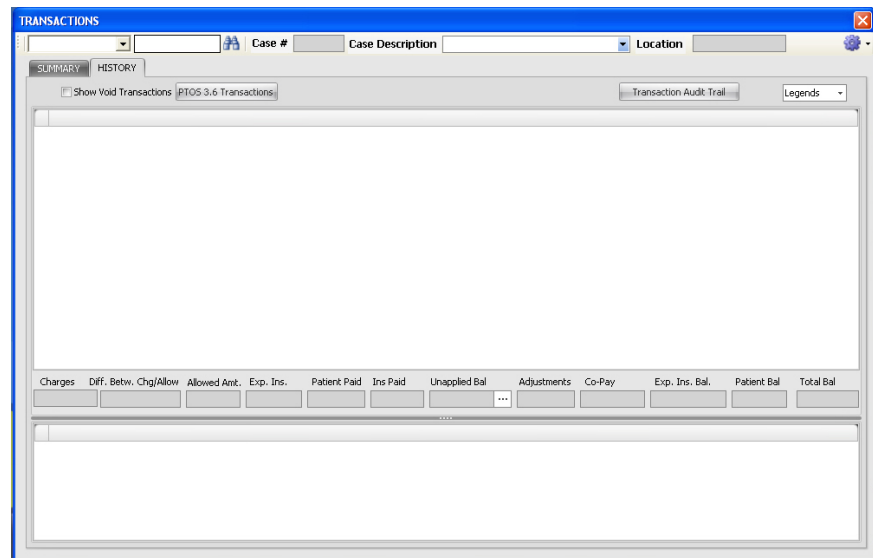 TRANSACTIONS
Case # Case Description Location
SUMMARY HISTORY
Show Void Transactions PTOS 3.6 Transactions Transaction Audit Trail Legends
Charges Diff. Betw. Chg/Allow Allowed Amt. Exp. Ins. Patient Paid Ins Paid Unapplied Bal Adjustments Co-Pay Exp. Ins. Bal. Patient Bal Total Bal
...